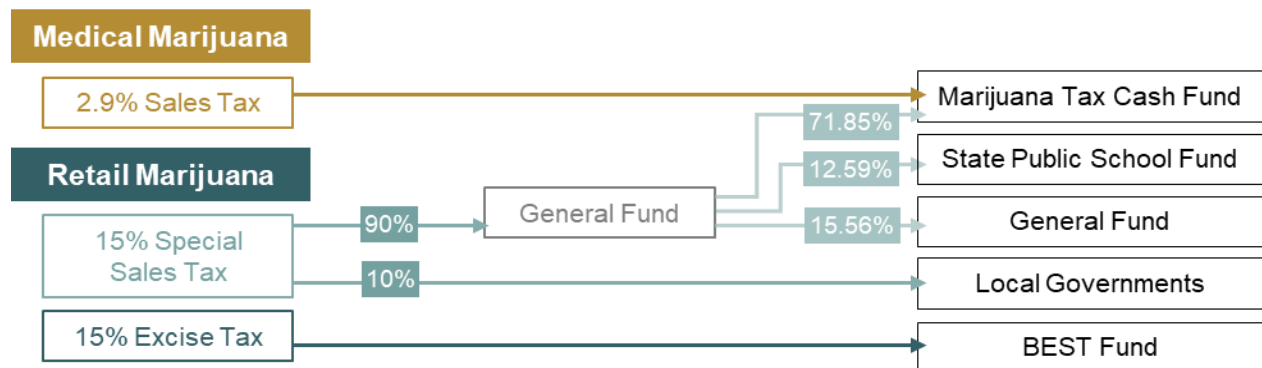 Medical Marijuana
2.9% Sales Tax
Marijuana Tax Cash Fund
71.85%
Retail Marijuana
State Public School Fund
12.59%
General Fund
90%
15.56%
General Fund
15% Special
Sales Tax
10%
Local Governments
15% Excise Tax
BEST Fund